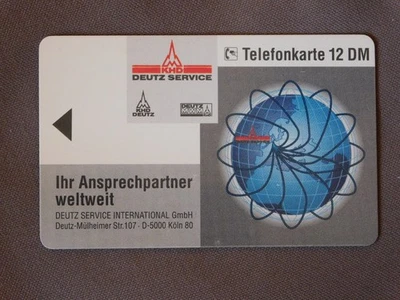 KHD
DEUTZ SERVICE
Telefonkarte 12 DM
KHD
DEUTZ
DEUTZ
Ihr Ansprechpartner
weltweit
DEUTZ SERVICE INTERNATIONAL GmbH
Deutz-Mülheimer Str. 107 · D-5000 Köln 80